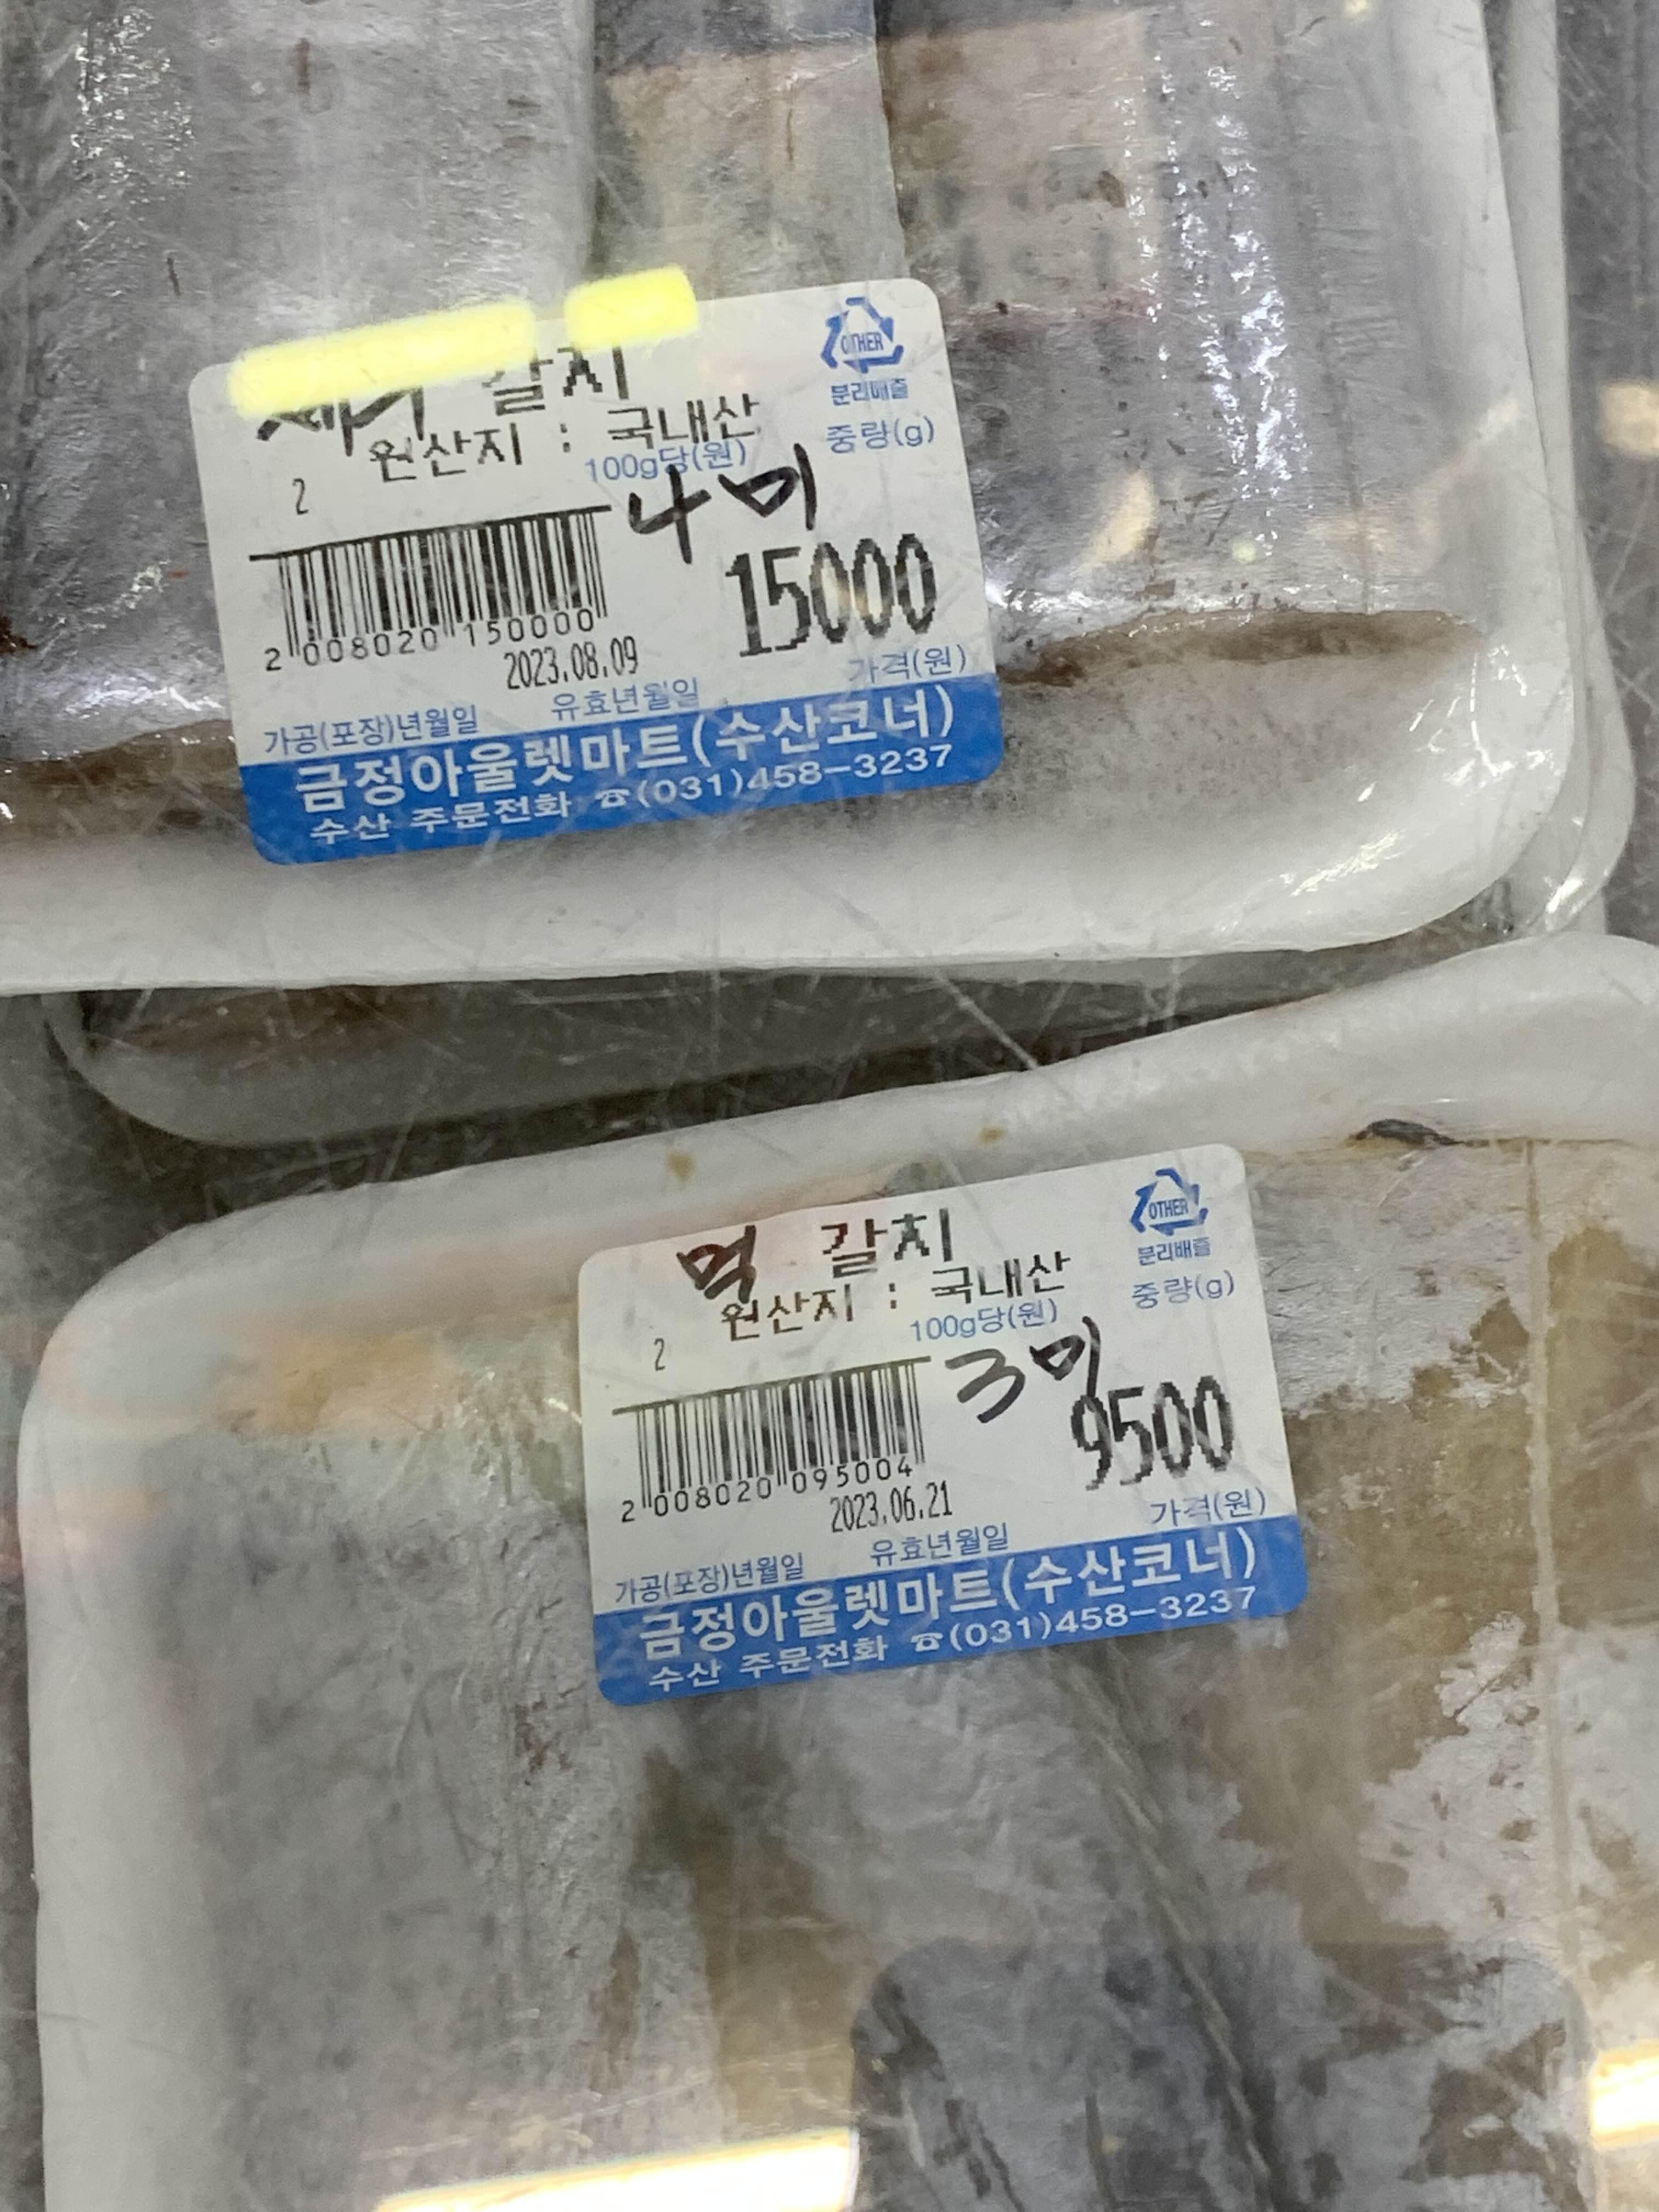 갈치
OTHER
분리배출
원산지 : 국내산
중량(g)
100g당(원)
2
미
15000
2 008020 150000
2023.08.09
가격(원)
가공(포장)년월일 유효년월일
금정아울렛마트(수산코너)
수산 주문전화 ☎(031)458-3237
먹 갈치
OTHER
분리배출
원산지 : 국내산
중량(g)
100g당(원)
2
3미
9500
2 008020 095004
2023.06.21
가격(원)
가공(포장)년월일 유효년월일
금정아울렛마트(수산코너)
수산 주문전화 ☎(031)458-3237